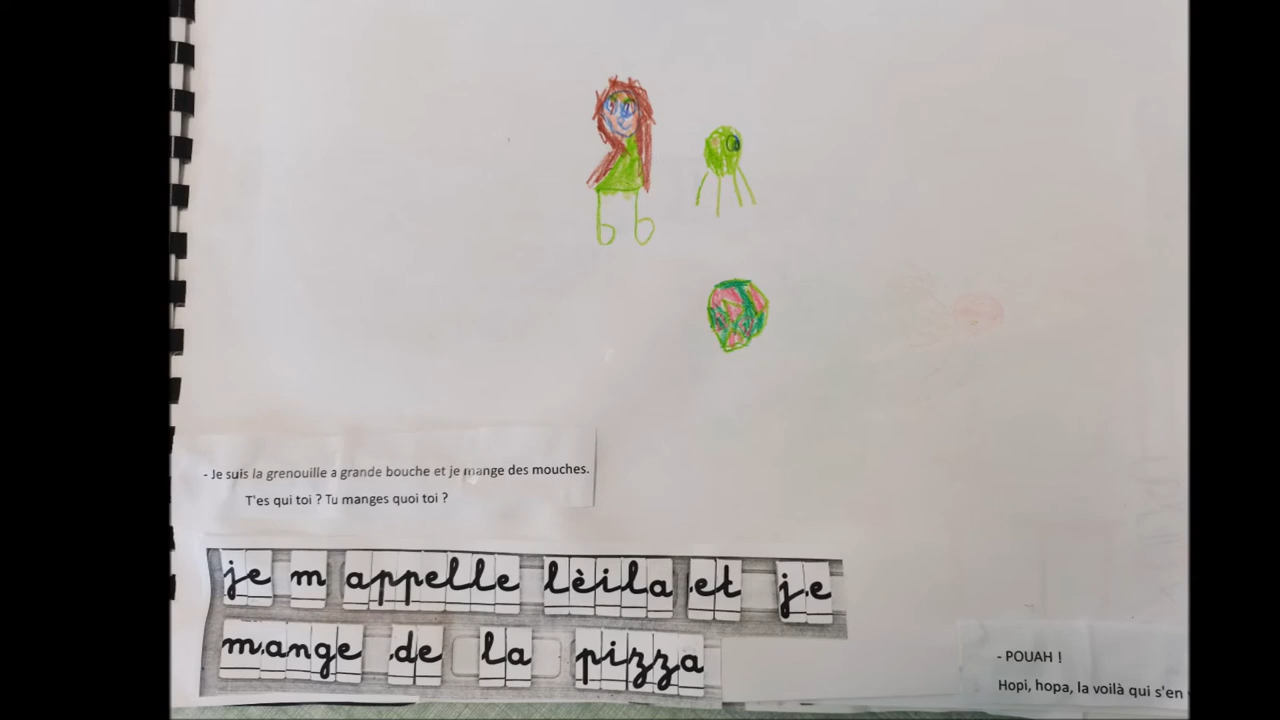 - Je suis la grenouille a grande bouche et je mange des mouches.
T'es qui toi ? Tu manges quoi toi ?
je m appelle lèila et je
mange de la pizza
- POUAH !
Hopi, hopa, la voilà qui s'en